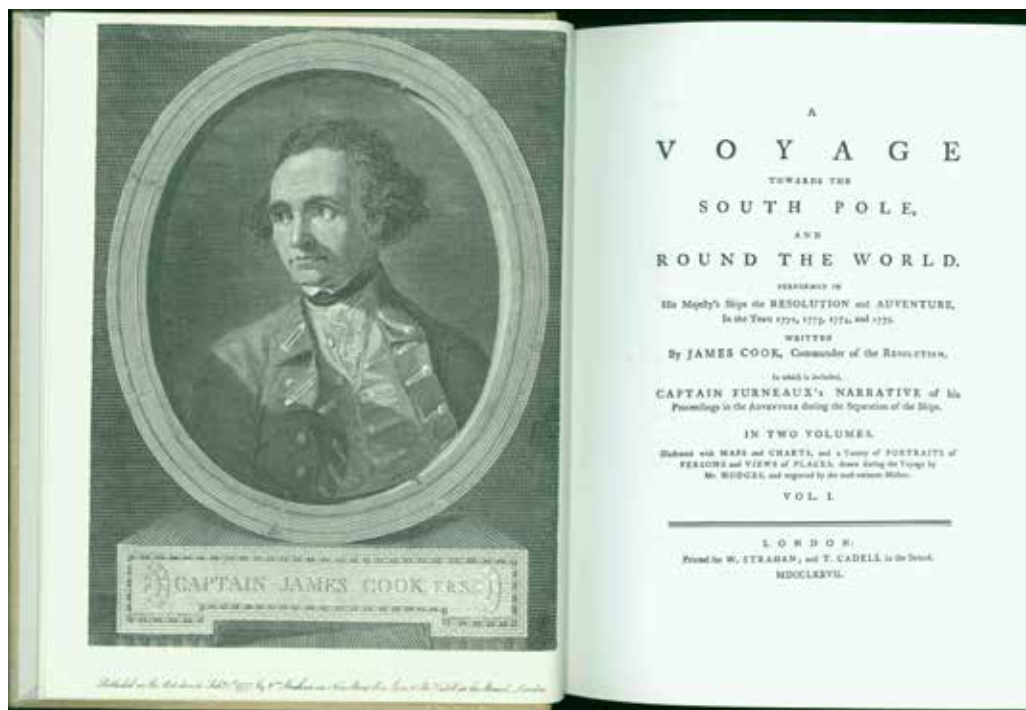 CAPTAIN JAMES COOK F.R.S.
A
VOYAGE
TOWARDS THE
SOUTH POLE,
AND
ROUND THE WORLD.
PERFORMED IN
His Majesty's Ships the RESOLUTION and ADVENTURE,
In the Years 1772, 1773, 1774, and 1775.
WRITTEN
By JAMES COOK, Commander of the RESOLUTION,
In which is included,
CAPTAIN FURNEAUX's NARRATIVE of his
Proceedings in the ADVENTURE during the Separation of the Ships.
IN TWO VOLUMES.
Illustrated with MAPS and CHARTS, and a Variety of PORTRAITS of
PERSONS and VIEWS of PLACES, drawn during the Voyage by
Mr. HODGES, and engraved by the most eminent Masters.
VOL. I.
LONDON:
Printed for W. STRAHAN, and T. CADELL in the Strand.
MDCCLXXVII.